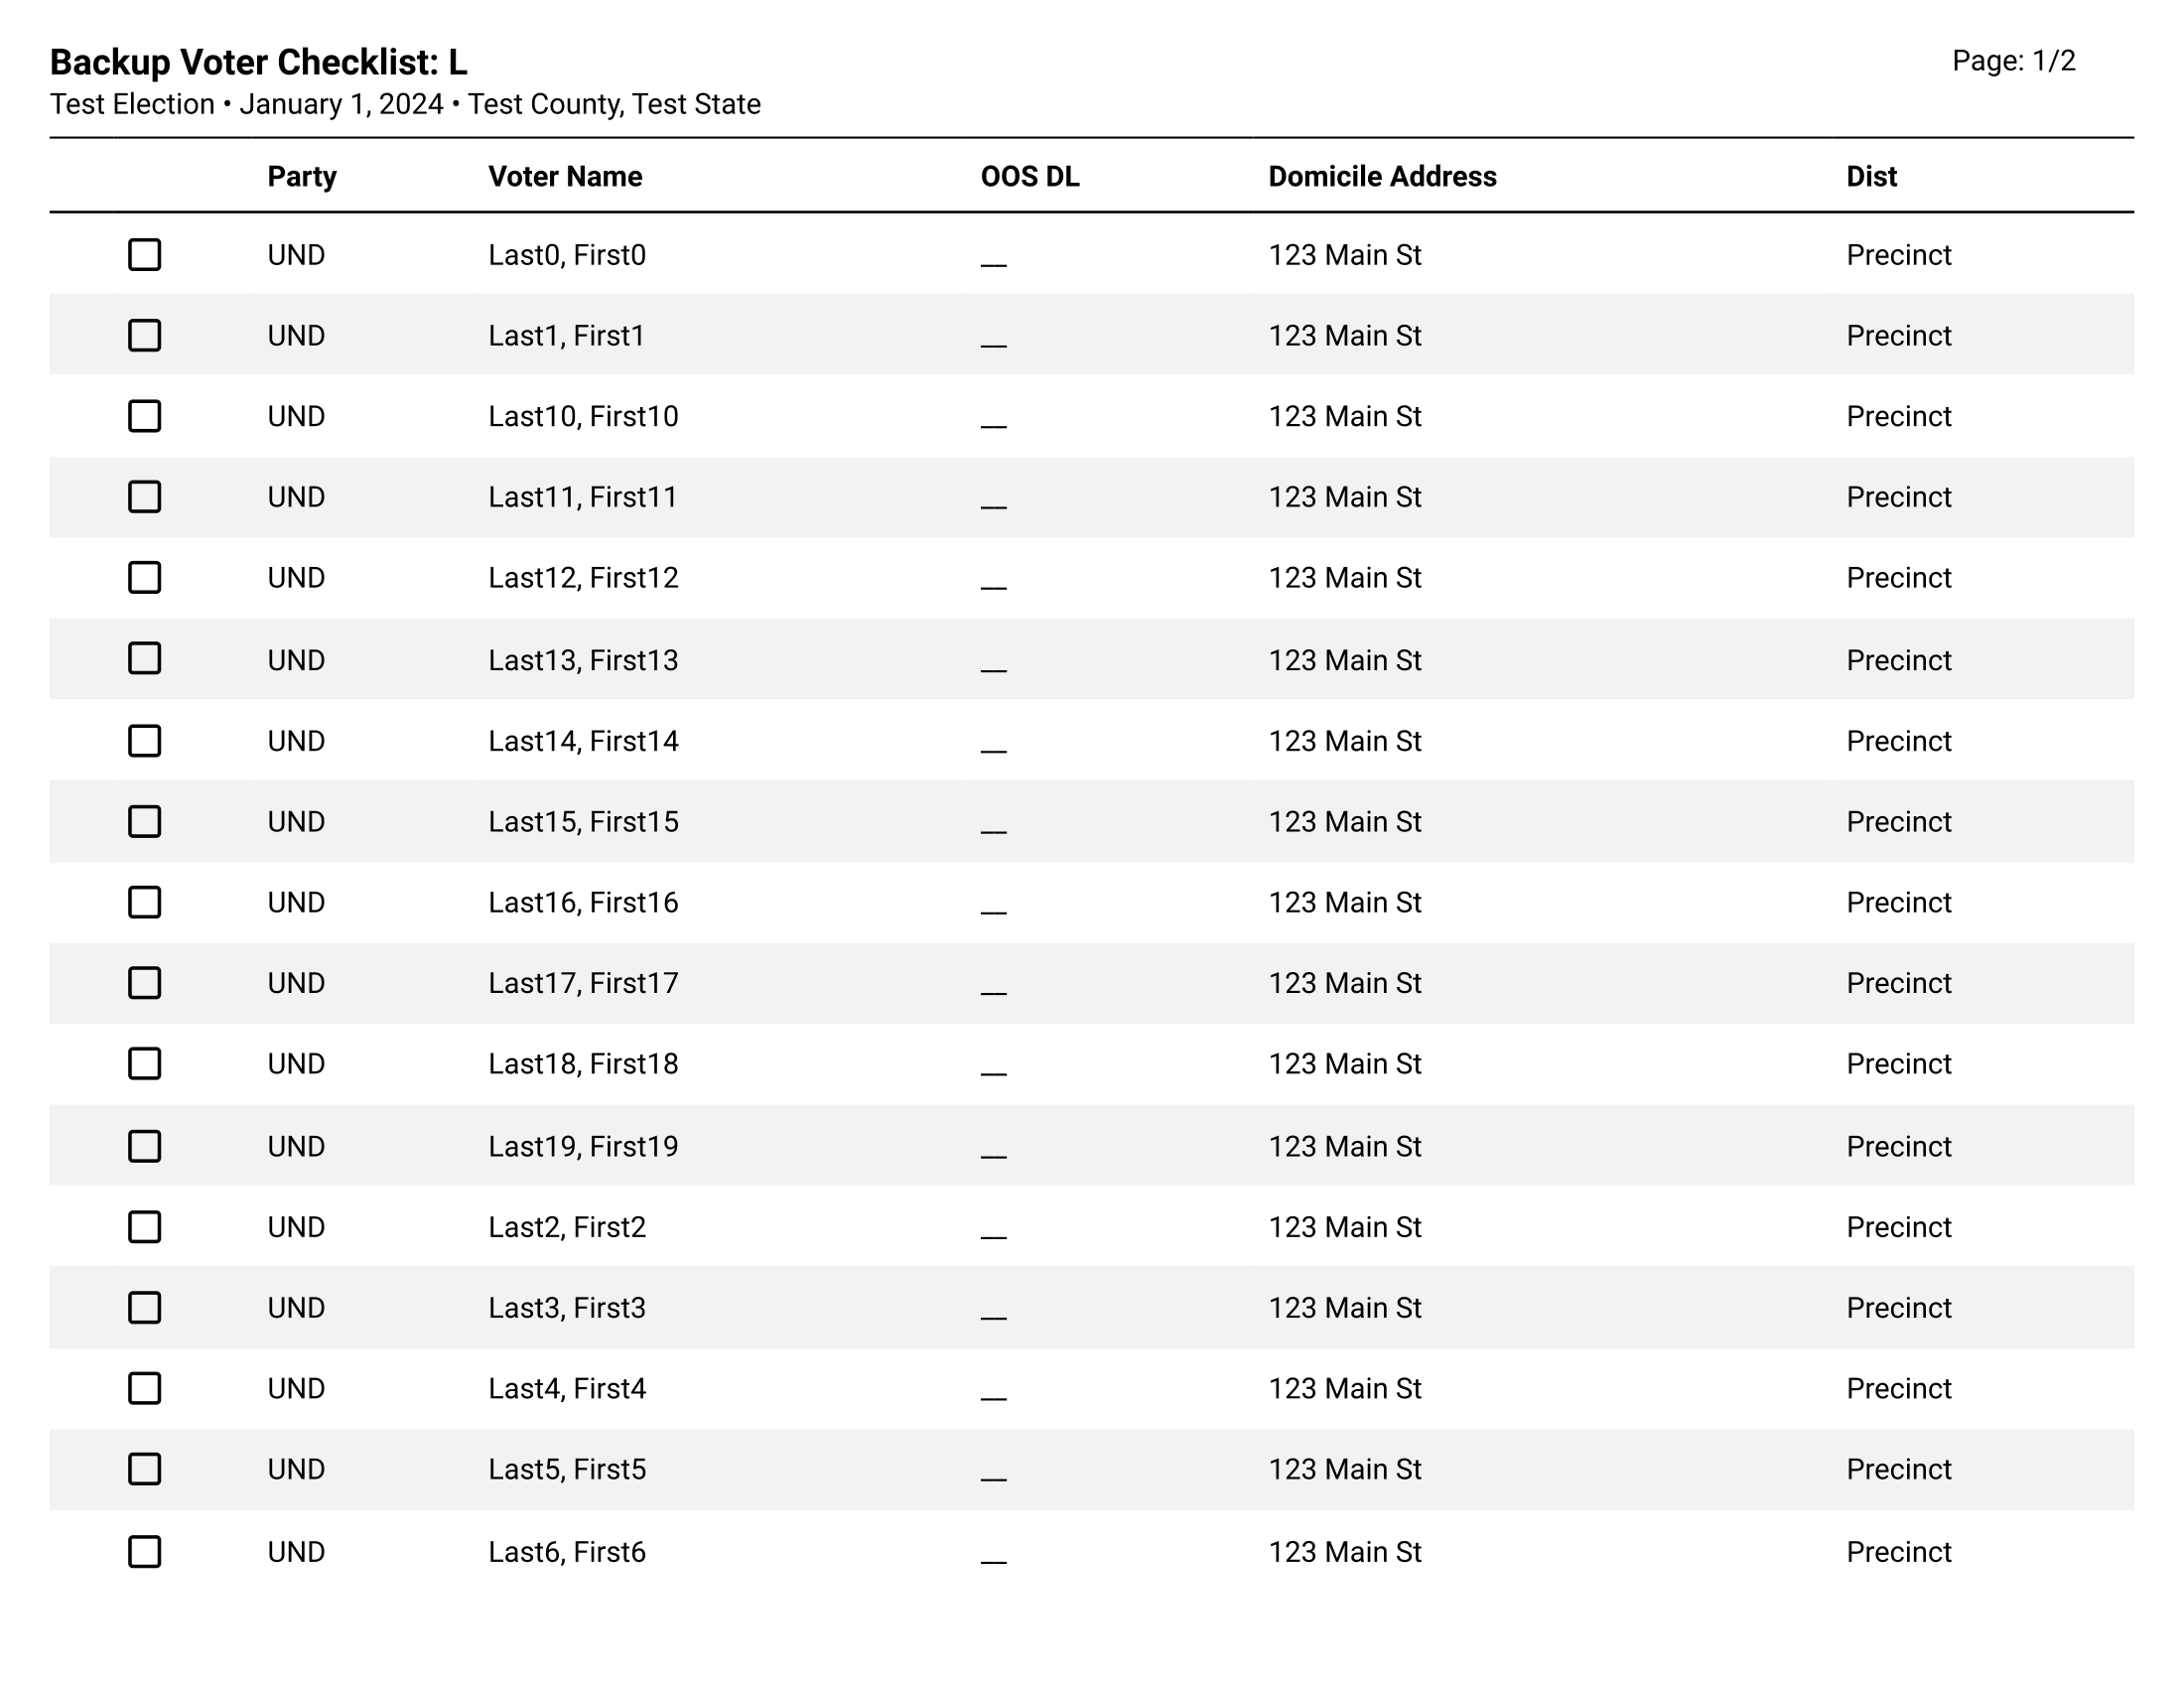 Backup Voter Checklist: L
Page: 1/2
Test Election • January 1, 2024 • Test County, Test State
Party Voter Name OOS DL Domicile Address Dist
UND Last0, First0 __ 123 Main St Precinct
UND Last1, First1 __ 123 Main St Precinct
UND Last10, First10 __ 123 Main St Precinct
UND Last11, First11 __ 123 Main St Precinct
UND Last12, First12 __ 123 Main St Precinct
UND Last13, First13 __ 123 Main St Precinct
UND Last14, First14 __ 123 Main St Precinct
UND Last15, First15 __ 123 Main St Precinct
UND Last16, First16 __ 123 Main St Precinct
UND Last17, First17 __ 123 Main St Precinct
UND Last18, First18 __ 123 Main St Precinct
UND Last19, First19 __ 123 Main St Precinct
UND Last2, First2 __ 123 Main St Precinct
UND Last3, First3 __ 123 Main St Precinct
UND Last4, First4 __ 123 Main St Precinct
UND Last5, First5 __ 123 Main St Precinct
UND Last6, First6 __ 123 Main St Precinct